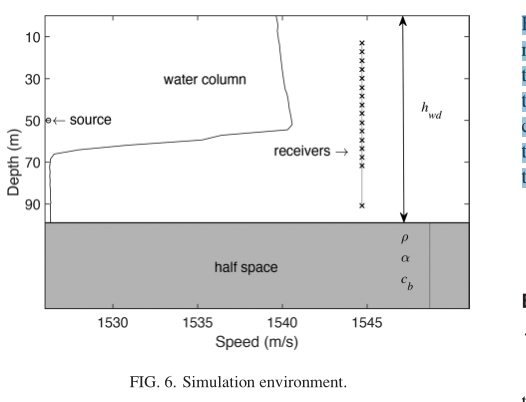 10
30
water column
50
← source
h_wd
receivers →
70
Depth (m)
90
ρ
α
half space
c_b
1530 1535 1540 1545
Speed (m/s)
FIG. 6. Simulation environment.